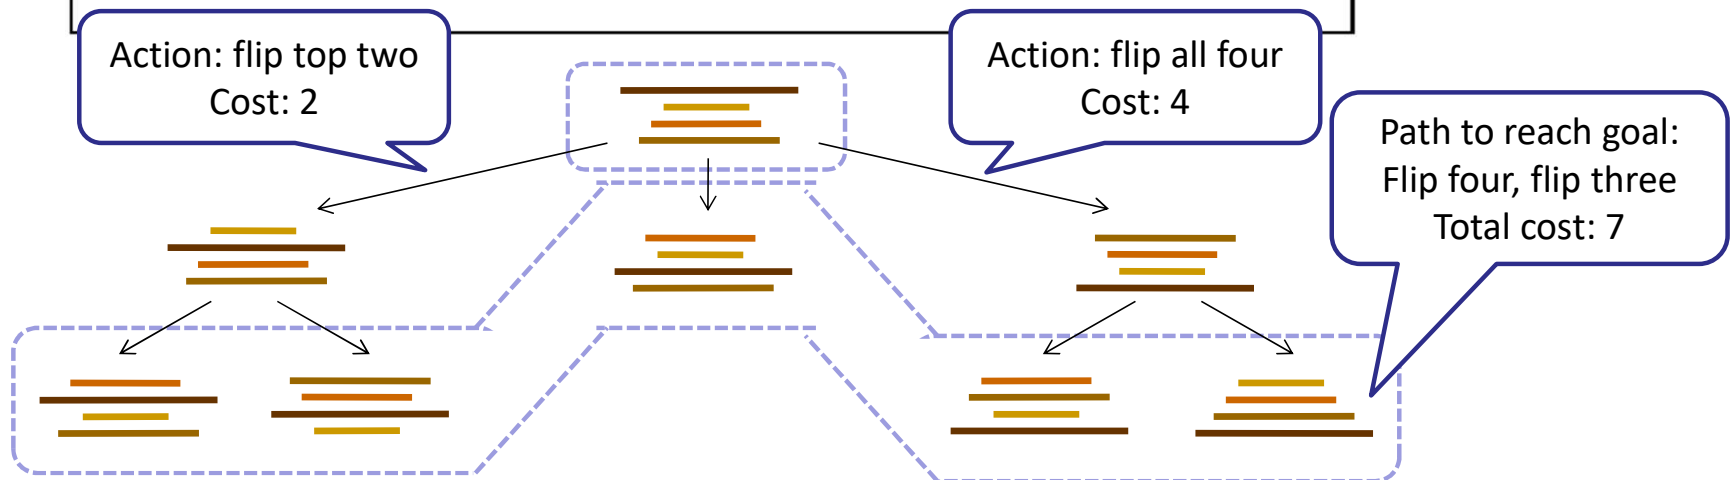 Action: flip top two
Cost: 2
Action: flip all four
Cost: 4
Path to reach goal:
Flip four, flip three
Total cost: 7